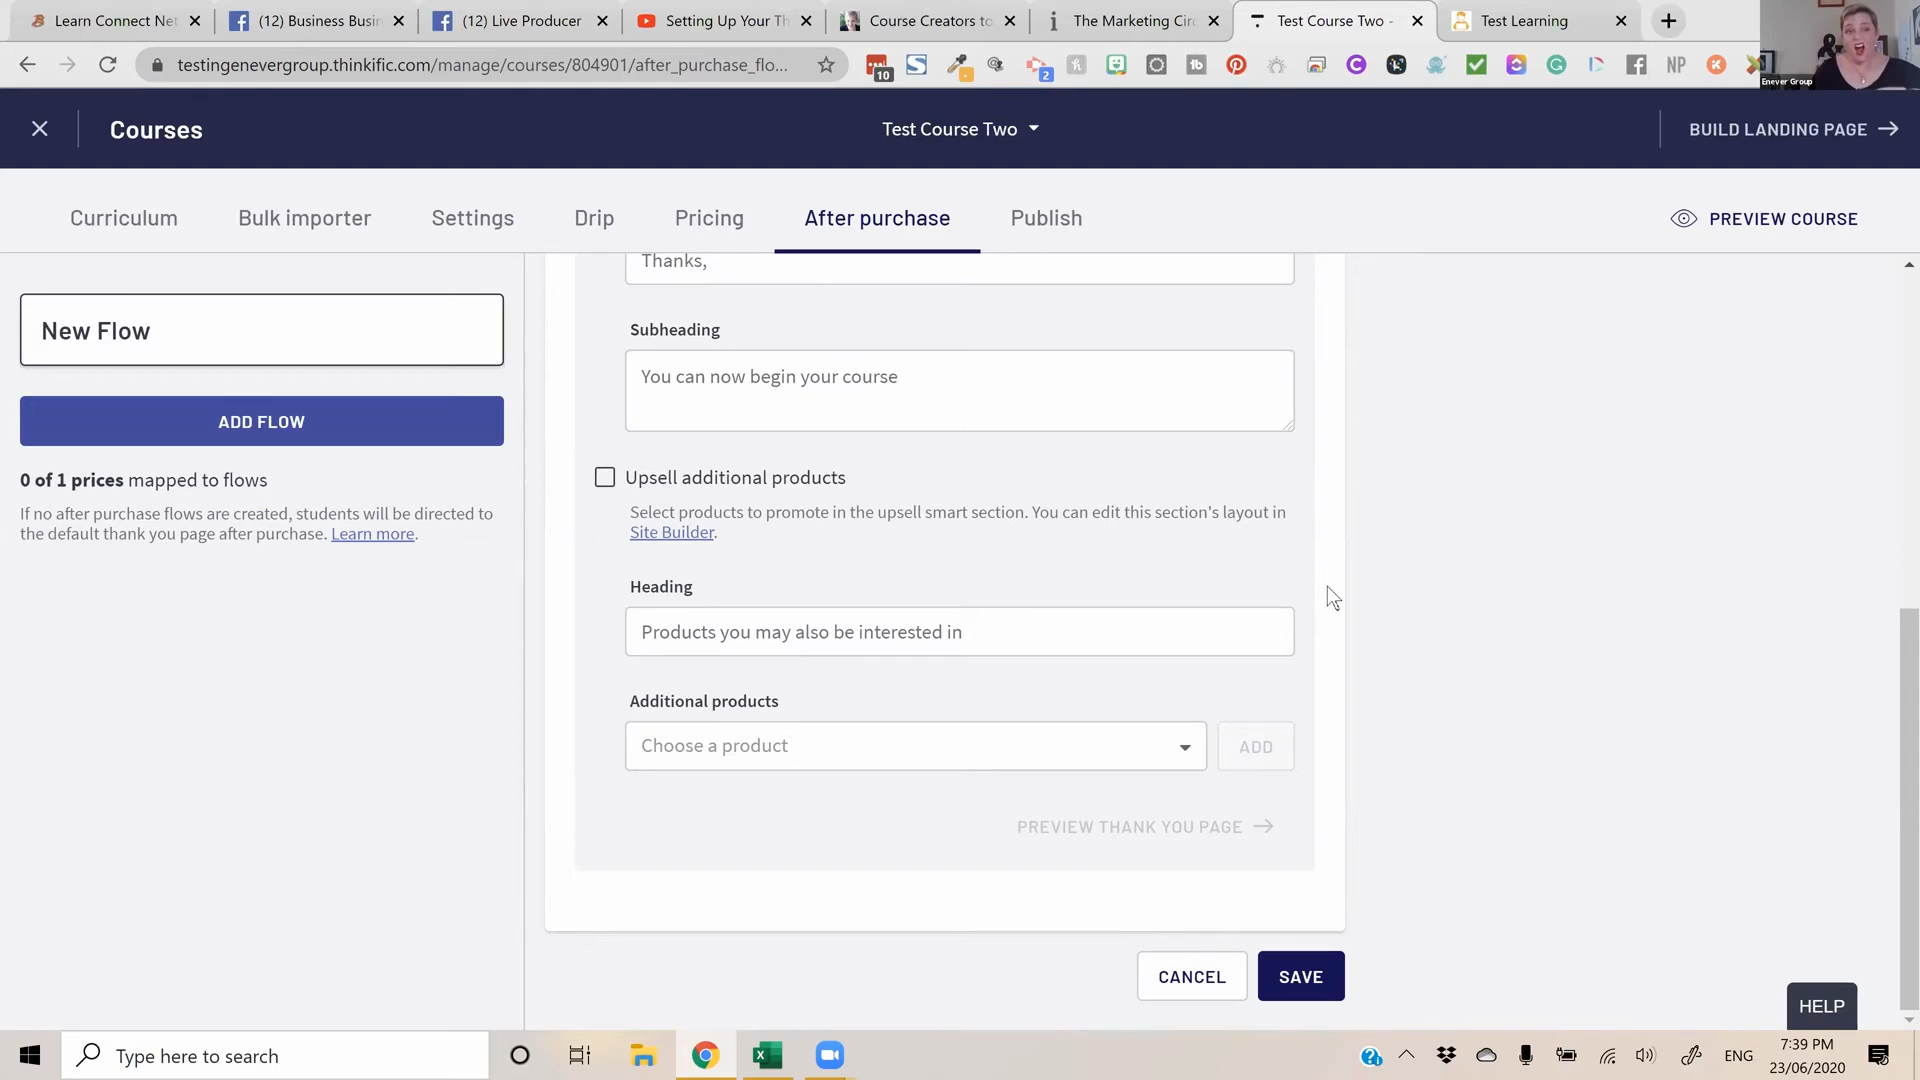 Learn Connect Net
(12) Business Busin
(12) Live Producer
Setting Up Your Th
Course Creators to
The Marketing Circ
Test Course Two -
Test Learning
testingenevergroup.thinkific.com/manage/courses/804901/after_purchase_flo...
10
2
NP
Enever Group
Courses
Test Course Two
BUILD LANDING PAGE
Curriculum
Bulk importer
Settings
Drip
Pricing
After purchase
Publish
PREVIEW COURSE
New Flow
ADD FLOW
0 of 1 prices mapped to flows
If no after purchase flows are created, students will be directed to
the default thank you page after purchase. Learn more.
Thanks,
Subheading
You can now begin your course
Upsell additional products
Select products to promote in the upsell smart section. You can edit this section's layout in
Site Builder.
Heading
Products you may also be interested in
Additional products
Choose a product
ADD
PREVIEW THANK YOU PAGE
CANCEL
SAVE
HELP
Type here to search
ENG
7:39 PM
23/06/2020